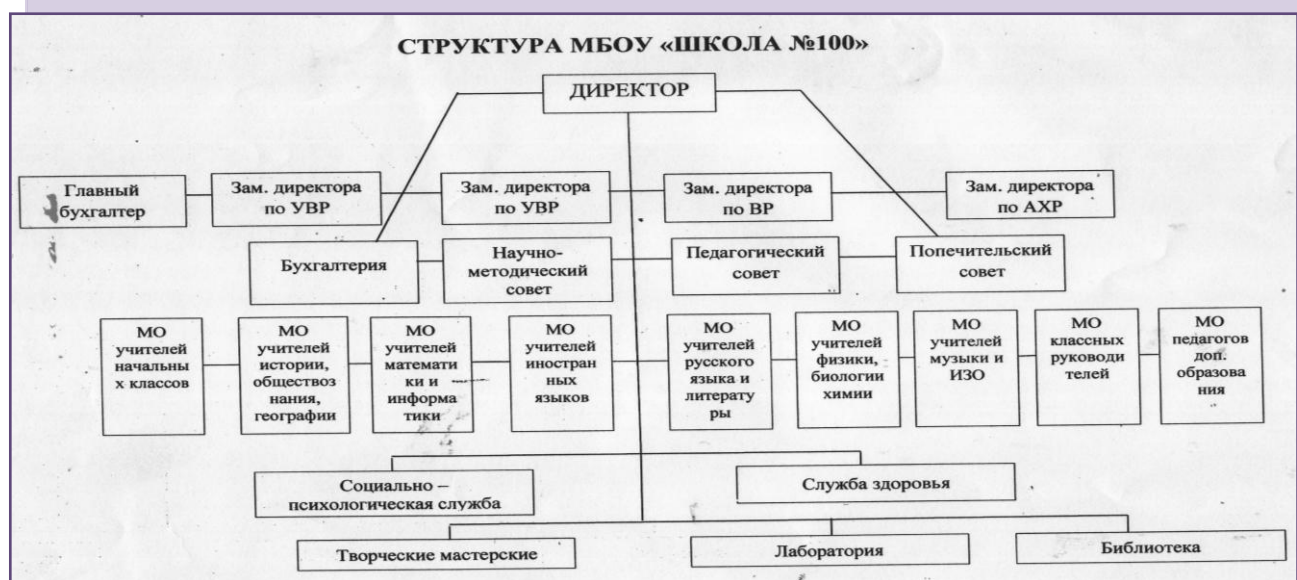 СТРУКТУРА МБОУ «ШКОЛА №100»
ДИРЕКТОР
Главный
бухгалтер
Зам. директора
по УВР
Зам. директора
по УВР
Зам. директора
по ВР
Зам. директора
по АХР
Бухгалтерия
Научно-
методический
совет
Педагогический
совет
Попечительский
совет
МО
учителей
начальны
х классов
МО
учителей
истории,
обществоз
нания,
географии
МО
учителей
математи
ки и
информа
тики
МО
учителей
иностран
ных
языков
МО
учителей
русского
языка и
литерату
ры
МО
учителей
физики,
биологии
химии
МО
учителей
музыки и
ИЗО
МО
классных
руководи
телей
МО
педагогов
доп.
образова
ния
Социально –
психологическая служба
Служба здоровья
Творческие мастерские
Лаборатория
Библиотека